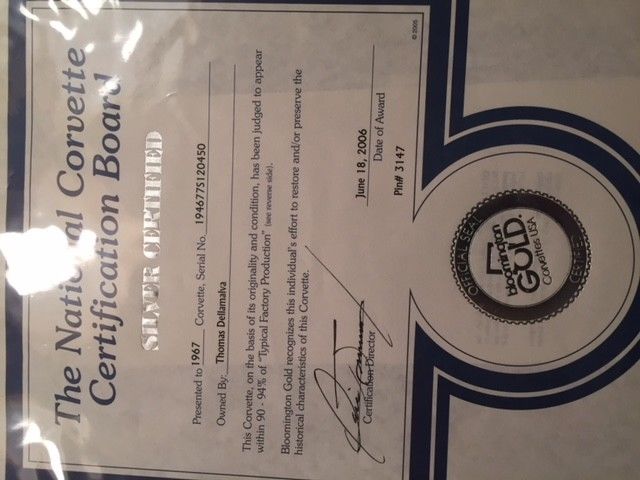 The National Corvette
Certification Board
SILVER CERTIFIED
Presented to 1967 Corvette, Serial No. 194677S120450
Owned By: Thomas Dellamalva
This Corvette, on the basis of its originality and condition, has been judged to appear
within 90 - 94% of "Typical Factory Production" (see reverse side).
Bloomington Gold recognizes this individual's effort to restore and/or preserve the
historical characteristics of this Corvette.
Certification Director
June 18, 2006
Date of Award
Pin# 3147
OFFICIAL SEAL
bloomington
GOLD
Corvettes USA
CERTIFIED
© 2005